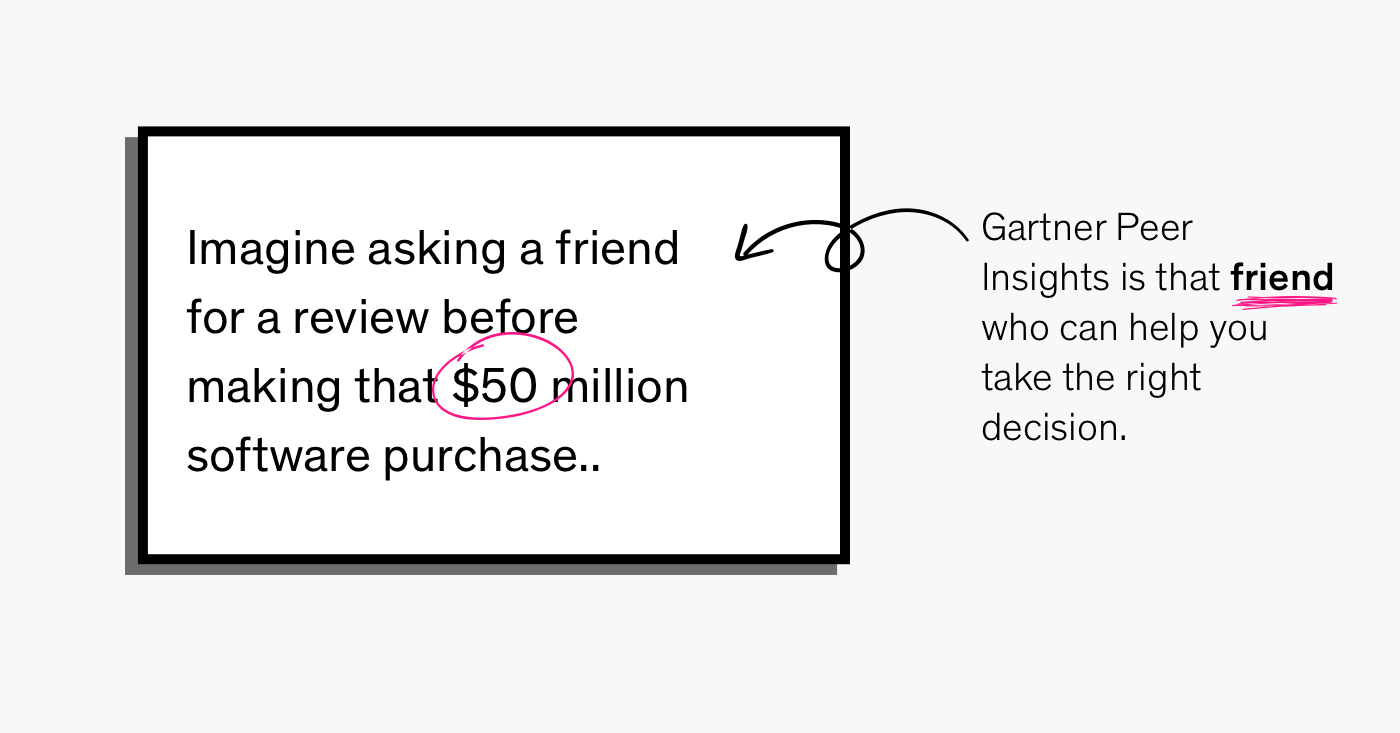 Imagine asking a friend
for a review before
making that $50 million
software purchase..
Gartner Peer
Insights is that friend
who can help you
take the right
decision.